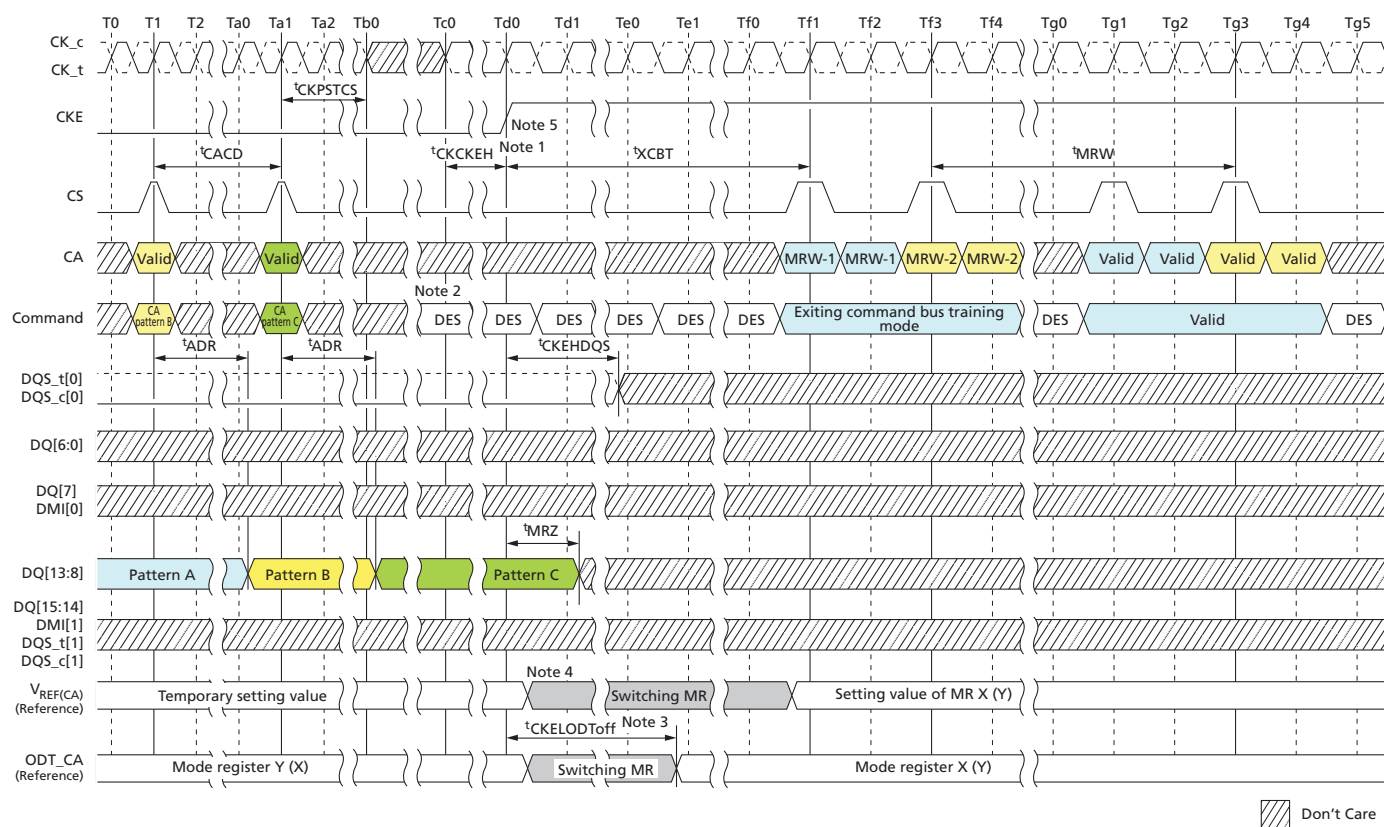 T0 T1 T2 Ta0 Ta1 Ta2 Tb0 Tc0 Td0 Td1 Te0 Te1 Tf0 Tf1 Tf2 Tf3 Tf4 Tg0 Tg1 Tg2 Tg3 Tg4 Tg5
CK_c
CK_t
tCKPSTCS
CKE
Note 5
tCACD
tCKCKEH
Note 1
tXCBT
tMRW
CS
CA
Valid
Valid
MRW-1 MRW-1 MRW-2 MRW-2
Valid Valid Valid Valid
Note 2
Command
CA
pattern B
CA
pattern C
DES DES DES DES DES DES
Exiting command bus training
mode
DES
Valid
DES
tADR
tADR
tCKEHDQS
DQS_t[0]
DQS_c[0]
DQ[6:0]
DQ[7]
DMI[0]
tMRZ
DQ[13:8]
Pattern A
Pattern B
Pattern C
DQ[15:14]
DMI[1]
DQS_t[1]
DQS_c[1]
Note 4
VREF(CA)
(Reference)
Temporary setting value
Switching MR
Setting value of MR X (Y)
tCKELODToff
Note 3
ODT_CA
(Reference)
Mode register Y (X)
Switching MR
Mode register X (Y)
Don't Care